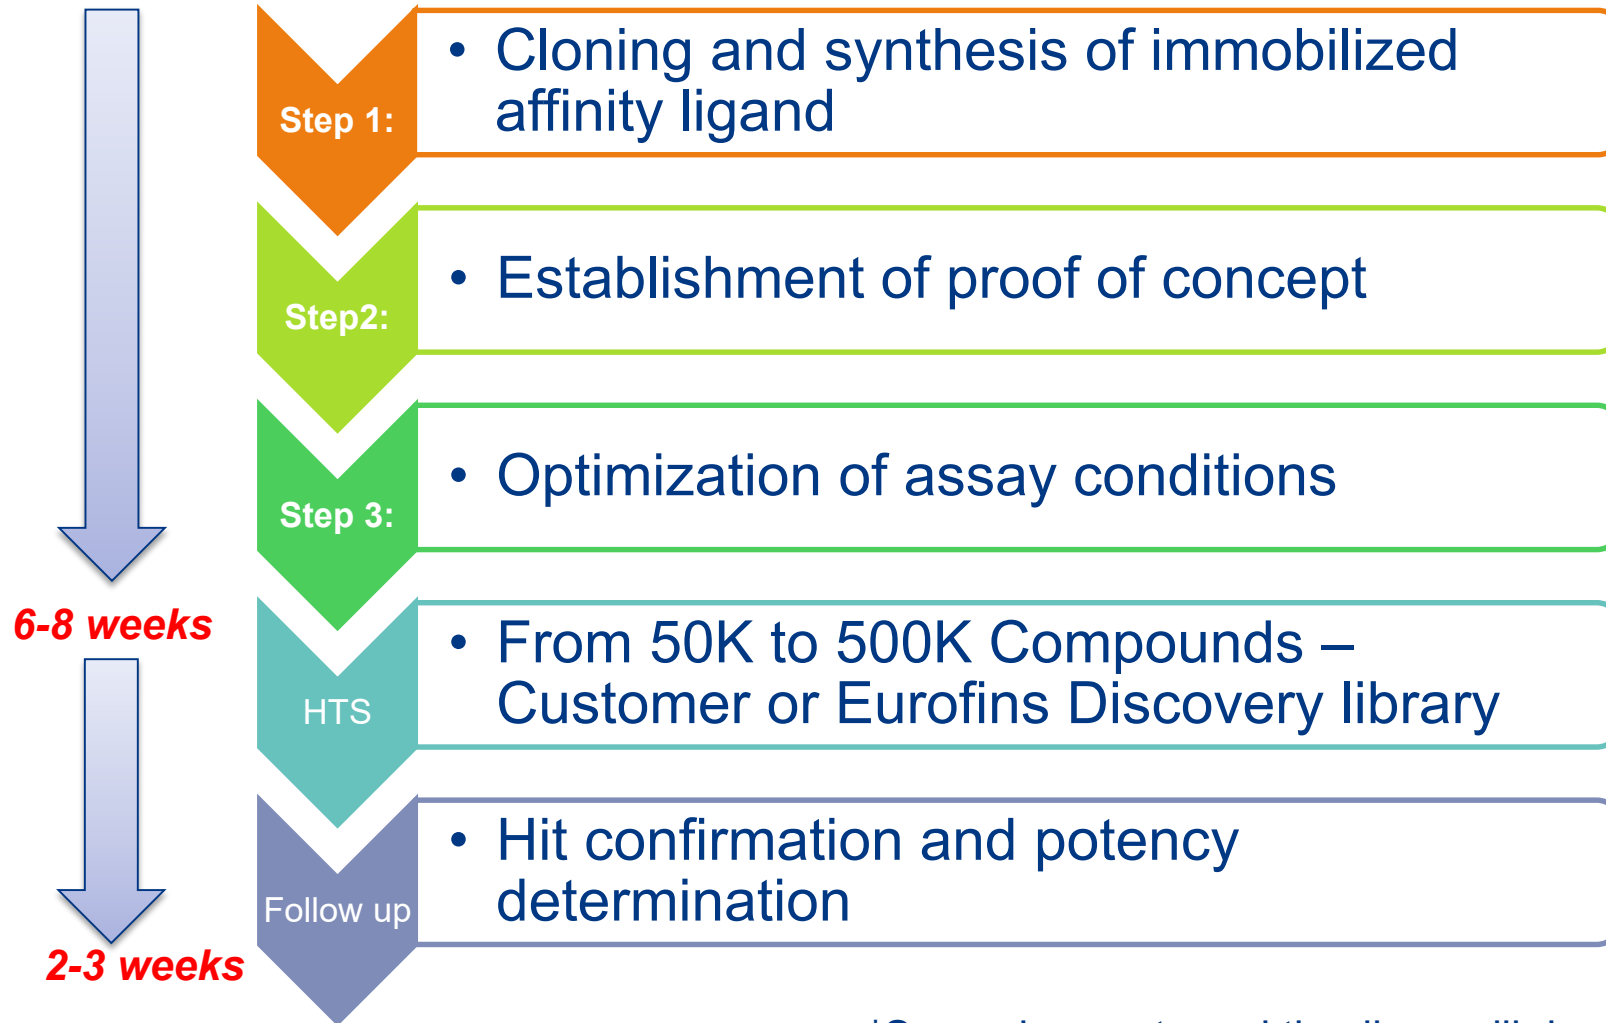 Step 1:
• Cloning and synthesis of immobilized
affinity ligand
Step2:
• Establishment of proof of concept
Step 3:
• Optimization of assay conditions
6-8 weeks
HTS
• From 50K to 500K Compounds –
Customer or Eurofins Discovery library
Follow up
• Hit confirmation and potency
determination
2-3 weeks